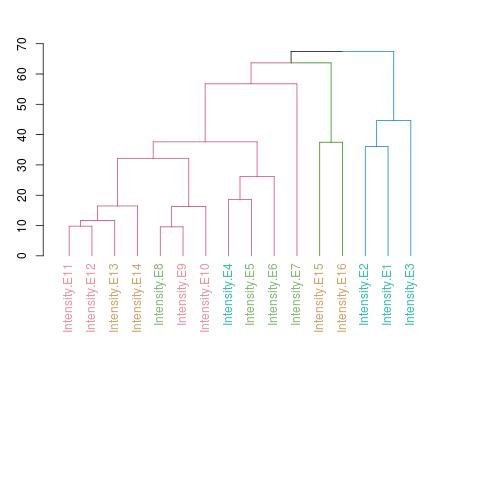 70
60
50
40
30
20
10
0
Intensity.E11
Intensity.E12
Intensity.E13
Intensity.E14
Intensity.E8
Intensity.E9
Intensity.E10
Intensity.E4
Intensity.E5
Intensity.E6
Intensity.E7
Intensity.E15
Intensity.E16
Intensity.E2
Intensity.E1
Intensity.E3